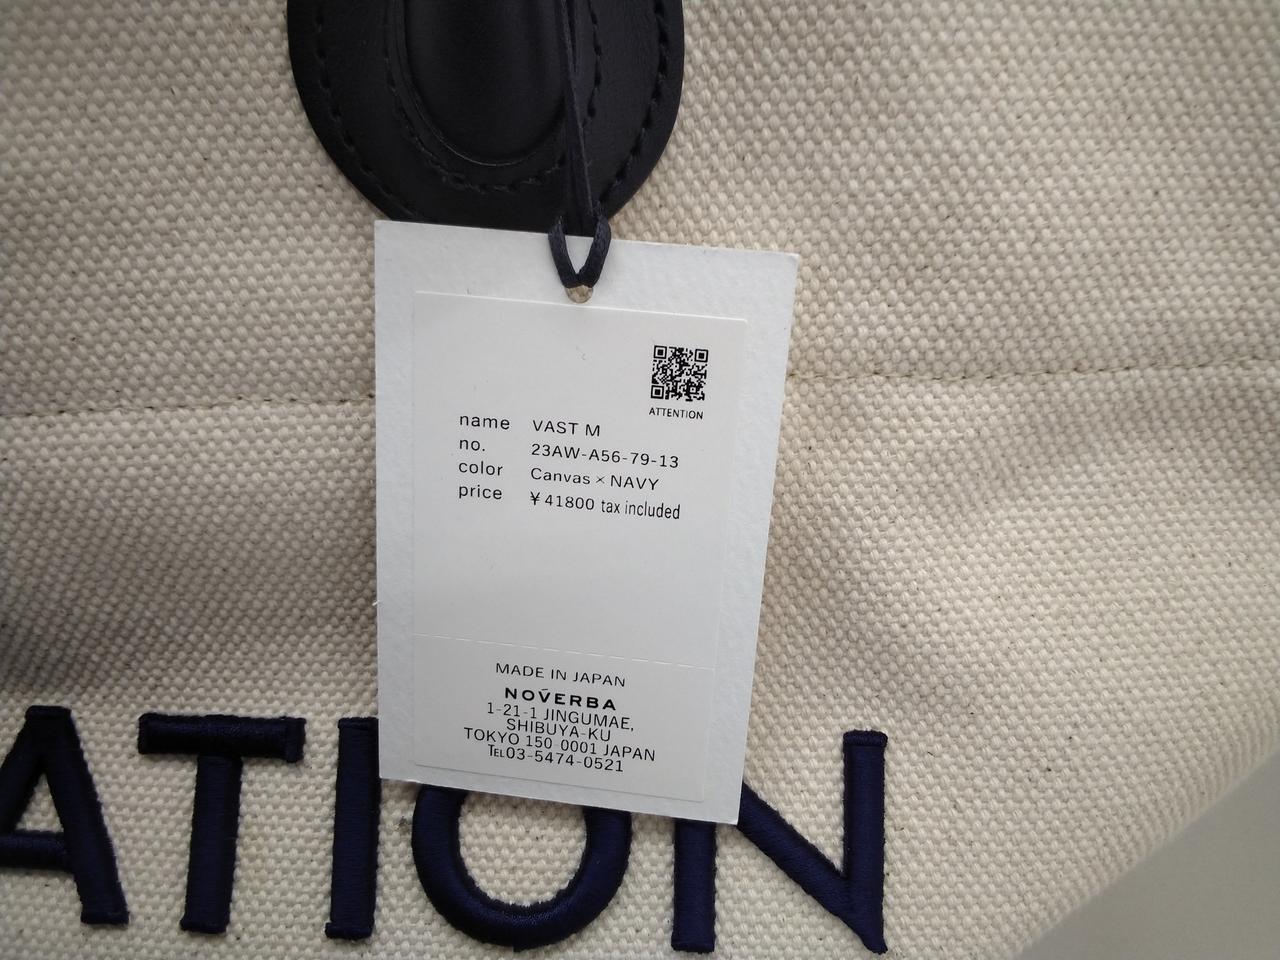 ATTENTION
name VAST M
no. 23AW-A56-79-13
color Canvas × NAVY
price ¥ 41800 tax included
MADE IN JAPAN
NOVERBA
1-21-1 JINGUMAE,
SHIBUYA-KU
TOKYO 150 0001 JAPAN
TEL03-5474-0521
ATION